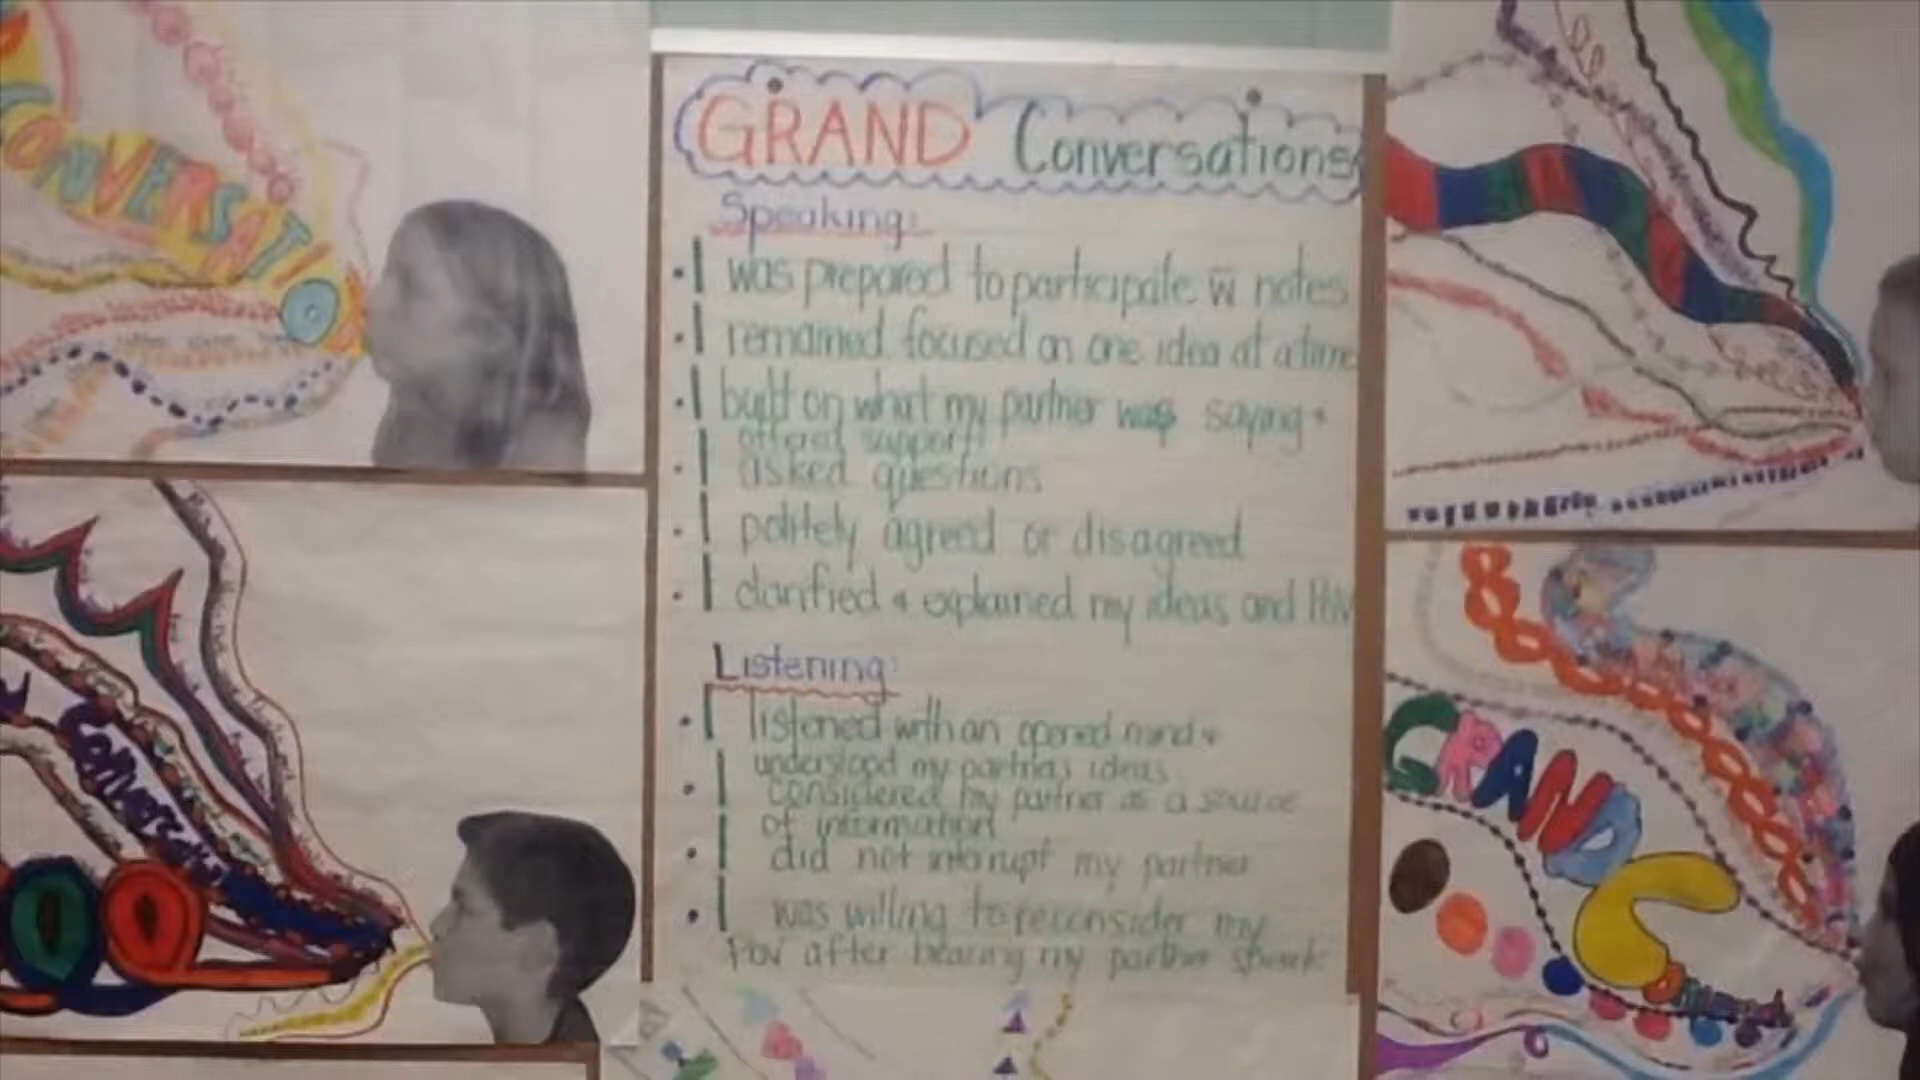 GRAND Conversations
Speaking:
• I was prepared to participate w̄ notes
• I remained focused on one idea at a time
• I built on what my partner was saying +
offered support
• I asked questions
• I politely agreed or disagreed
• I clarified + explained my ideas and POV
Listening:
• I listened with an opened mind +
understood my partners ideas
• I considered my partner as a source
of information
• I did not interrupt my partner
• I was willing to reconsider my
POV after hearing my partner speak
CONVERSATIO
Conversatio
GRAND
C